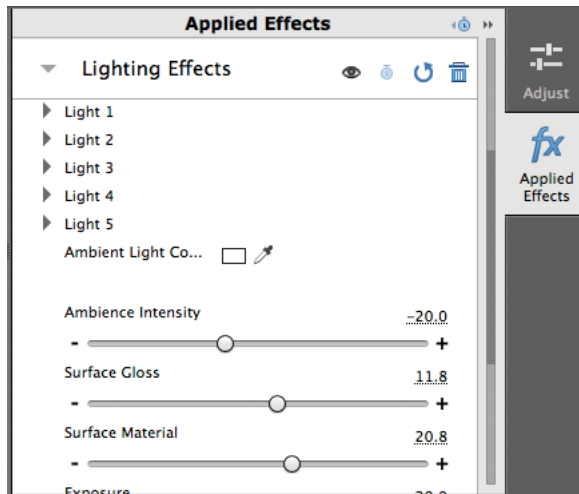 Applied Effects
Lighting Effects
Light 1
Light 2
Light 3
Light 4
Light 5
Ambient Light Co...
Ambience Intensity
-20.0
- +
Surface Gloss
11.8
- +
Surface Material
20.8
- +
Exposure
Adjust
fx
Applied
Effects